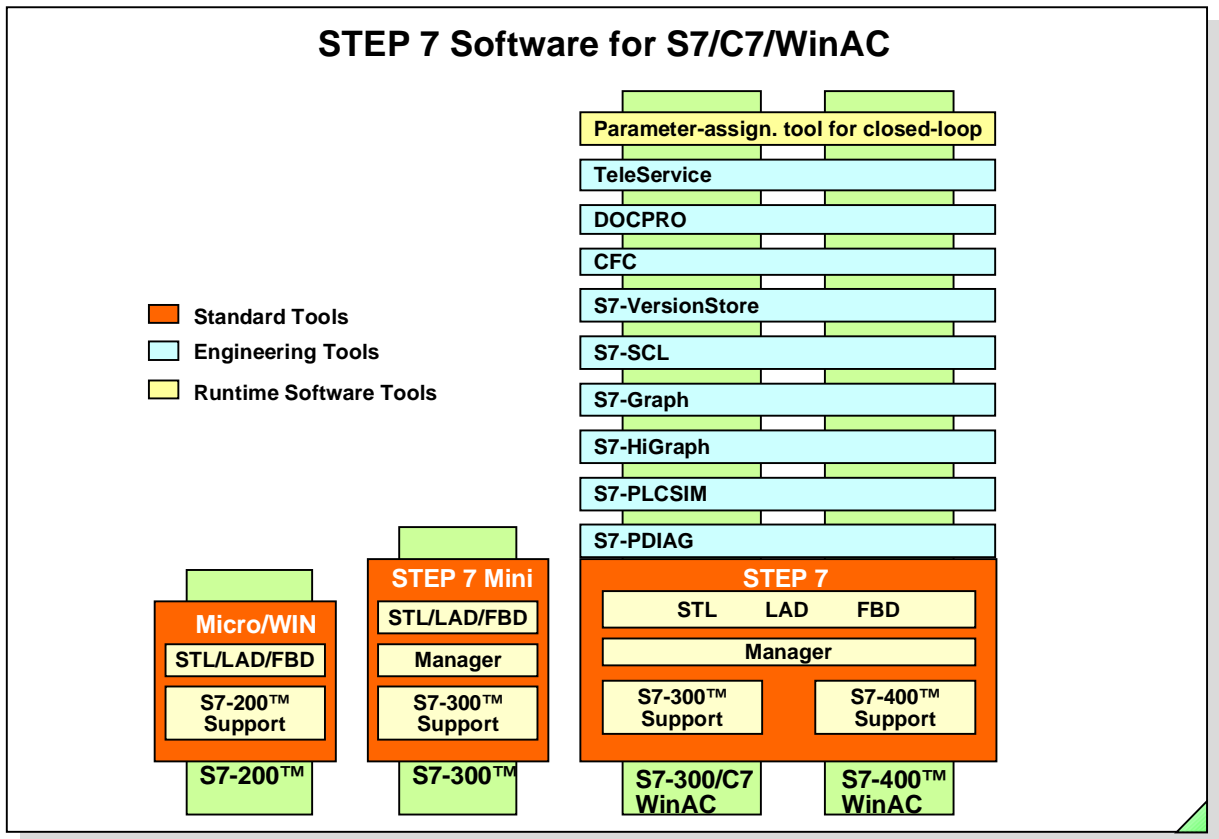 STEP 7 Software for S7/C7/WinAC
Parameter-assign. tool for closed-loop
TeleService
DOCPRO
CFC
S7-VersionStore
S7-SCL
S7-Graph
S7-HiGraph
S7-PLCSIM
S7-PDIAG
Standard Tools
Engineering Tools
Runtime Software Tools
Micro/WIN
STL/LAD/FBD
S7-200™
Support
S7-200™
STEP 7 Mini
STL/LAD/FBD
Manager
S7-300™
Support
S7-300™
STEP 7
STL LAD FBD
Manager
S7-300™
Support
S7-400™
Support
S7-300/C7
WinAC
S7-400™
WinAC